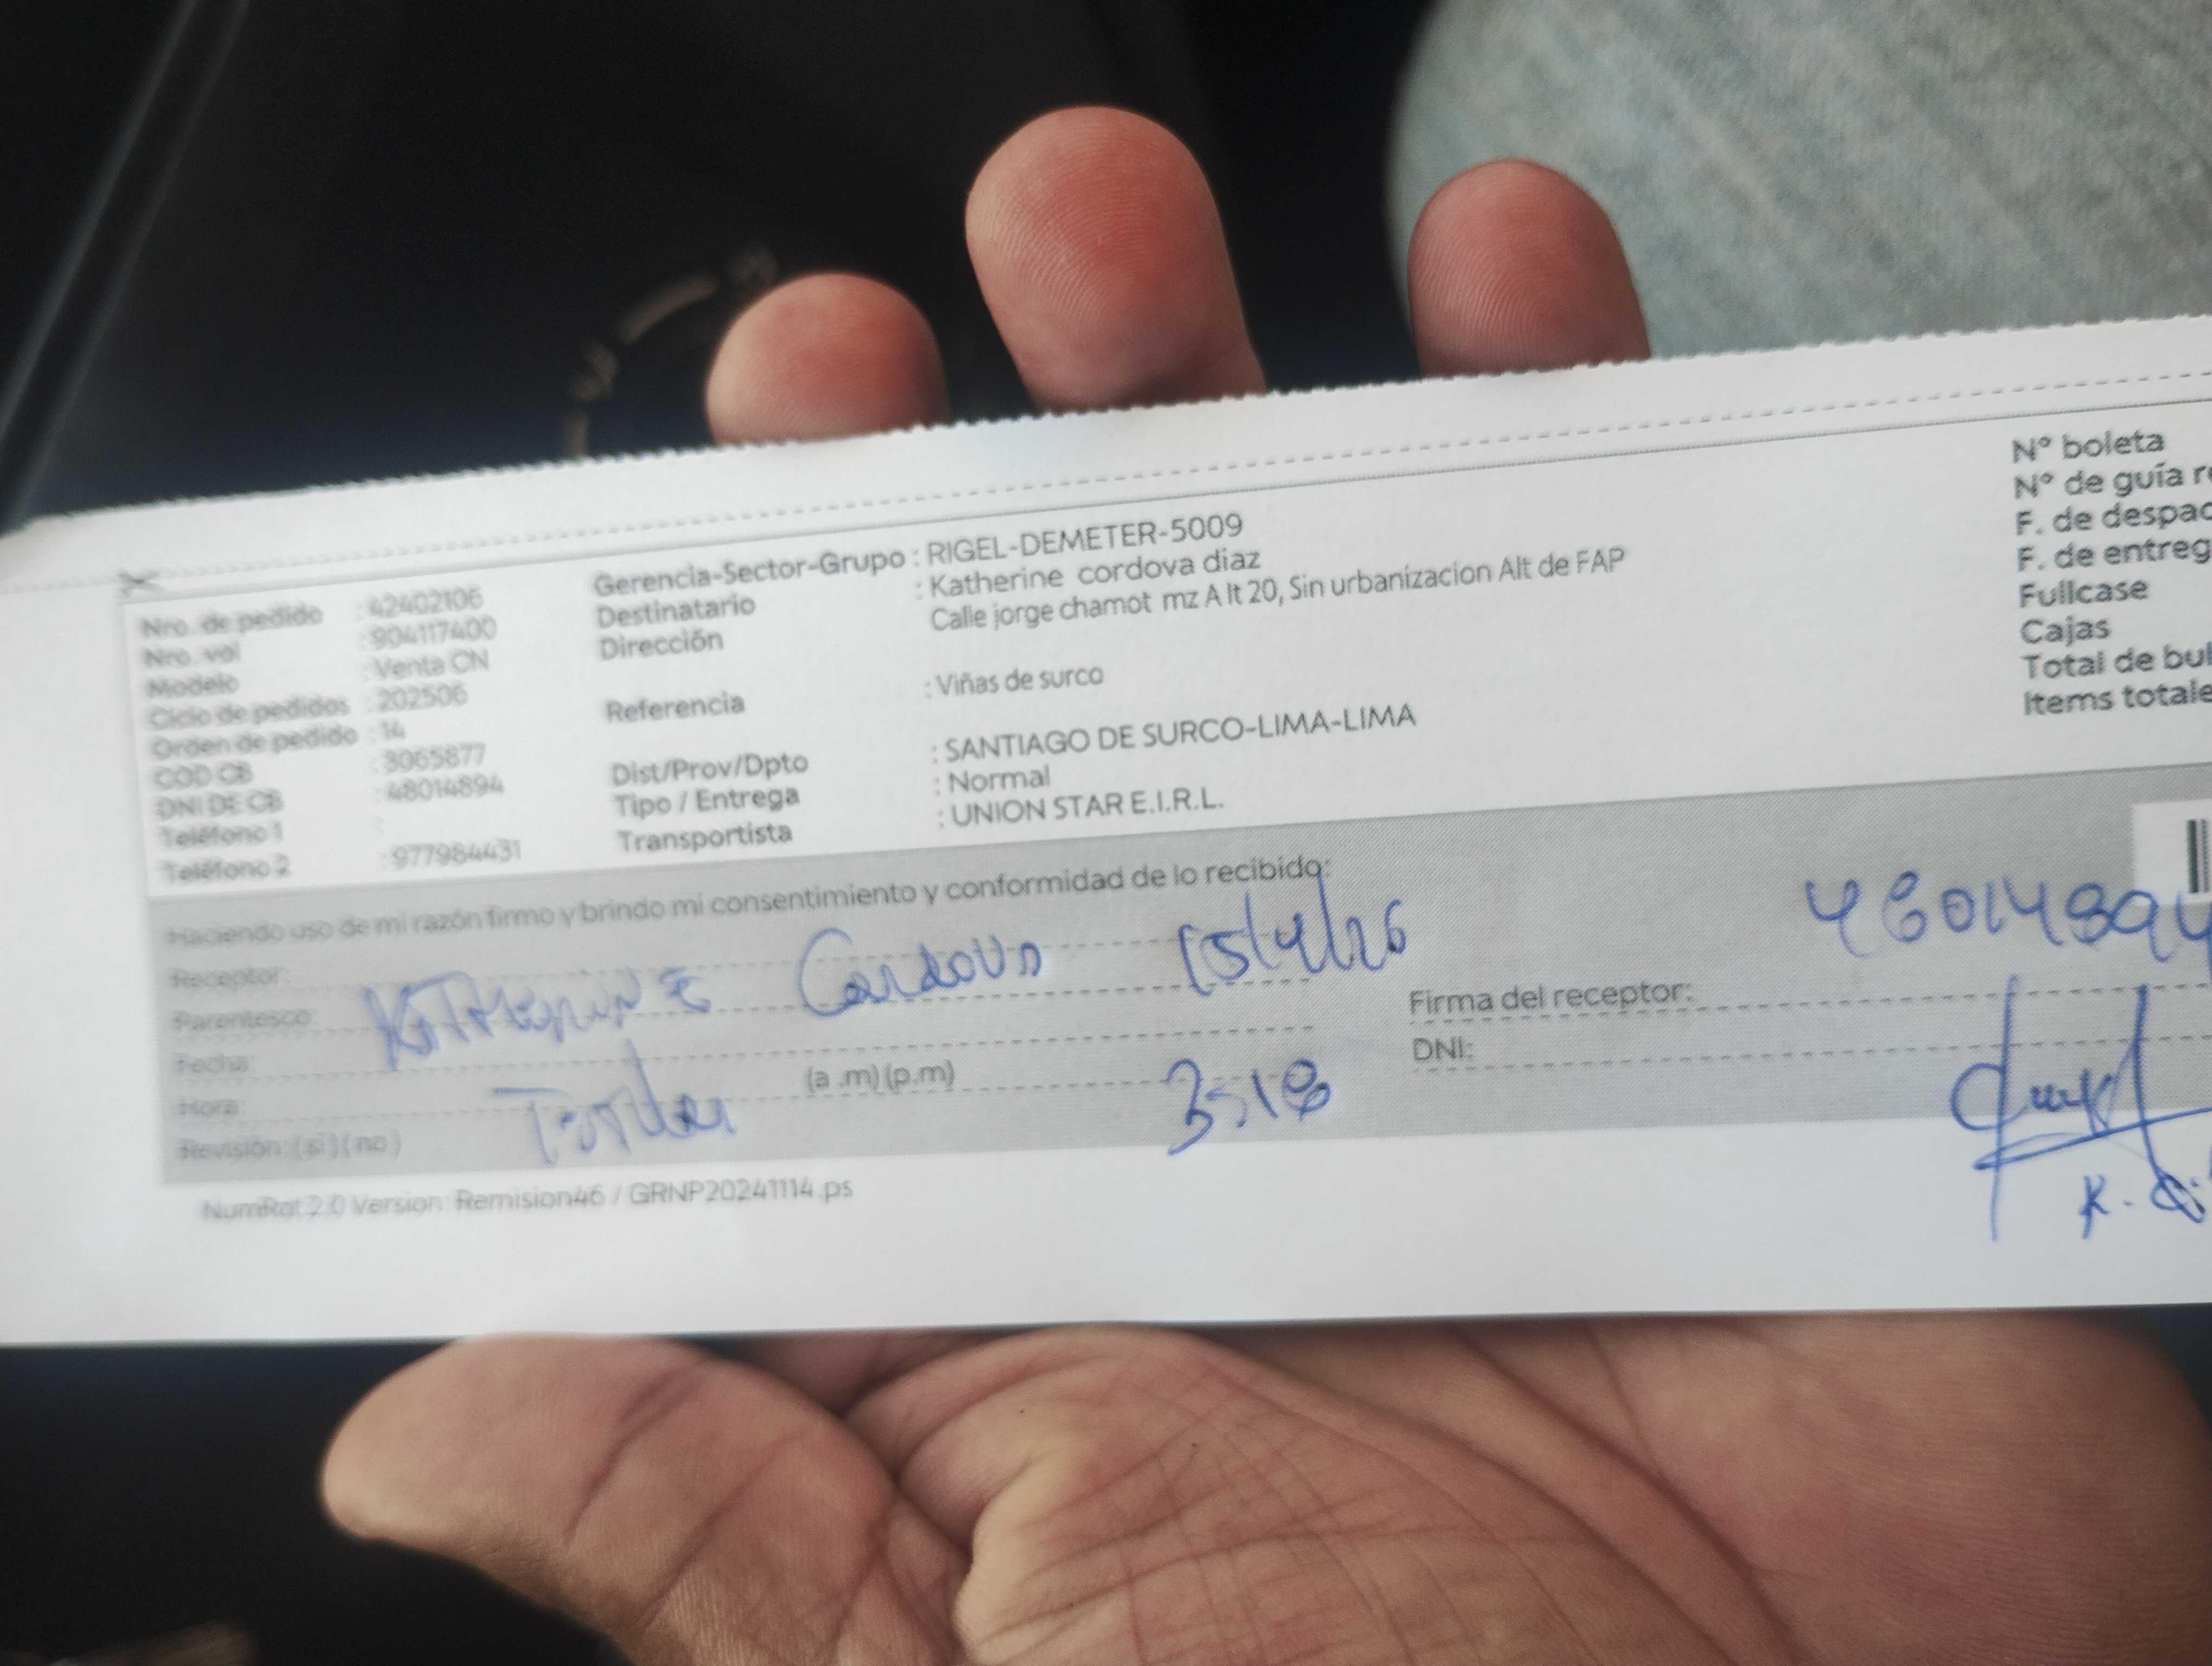 Nro. de pedido : 42402106
Nro. vol : 904117400
Modelo : Venta CN
Ciclo de pedidos : 202506
Orden de pedido : 14
COD CB : 3065877
DNI DE CB : 48014894
Teléfono 1 :
Teléfono 2 : 977984431
Gerencia-Sector-Grupo : RIGEL-DEMETER-5009
Destinatario : Katherine cordova diaz
Dirección Calle jorge chamot mz A lt 20, Sin urbanizacion Alt de FAP
Referencia : Viñas de surco
Dist/Prov/Dpto : SANTIAGO DE SURCO-LIMA-LIMA
Tipo / Entrega : Normal
Transportista : UNION STAR E.I.R.L.
N° boleta
N° de guía
F. de despac
F. de entreg
Fullcase
Cajas
Total de bul
Items totale
Haciendo uso de mi razón firmo y brindo mi consentimiento y conformidad de lo recibido:
Receptor:
Parentesco:
Fecha:
Hora: (a .m) (p.m)
Revisión: (si) (no)
Cordova
3:18
Firma del receptor:
DNI:
48014894
NumRot 2.0 Version: Remision46 / GRNP20241114.ps